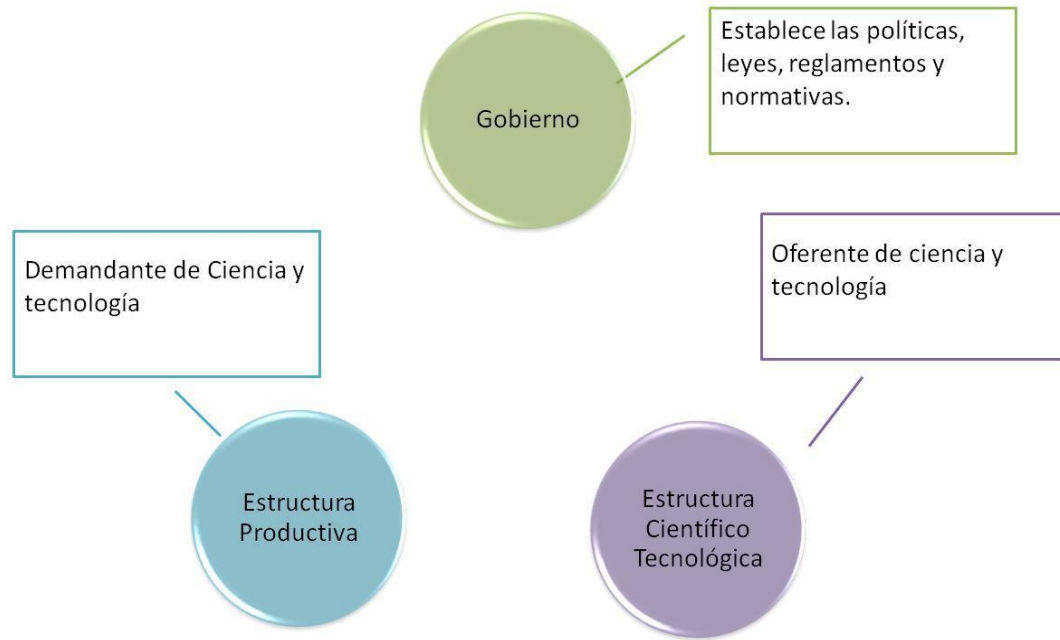 Gobierno
Establece las políticas,
leyes, reglamentos y
normativas.
Demandante de Ciencia y
tecnología
Oferente de ciencia y
tecnología
Estructura
Productiva
Estructura
Científico
Tecnológica